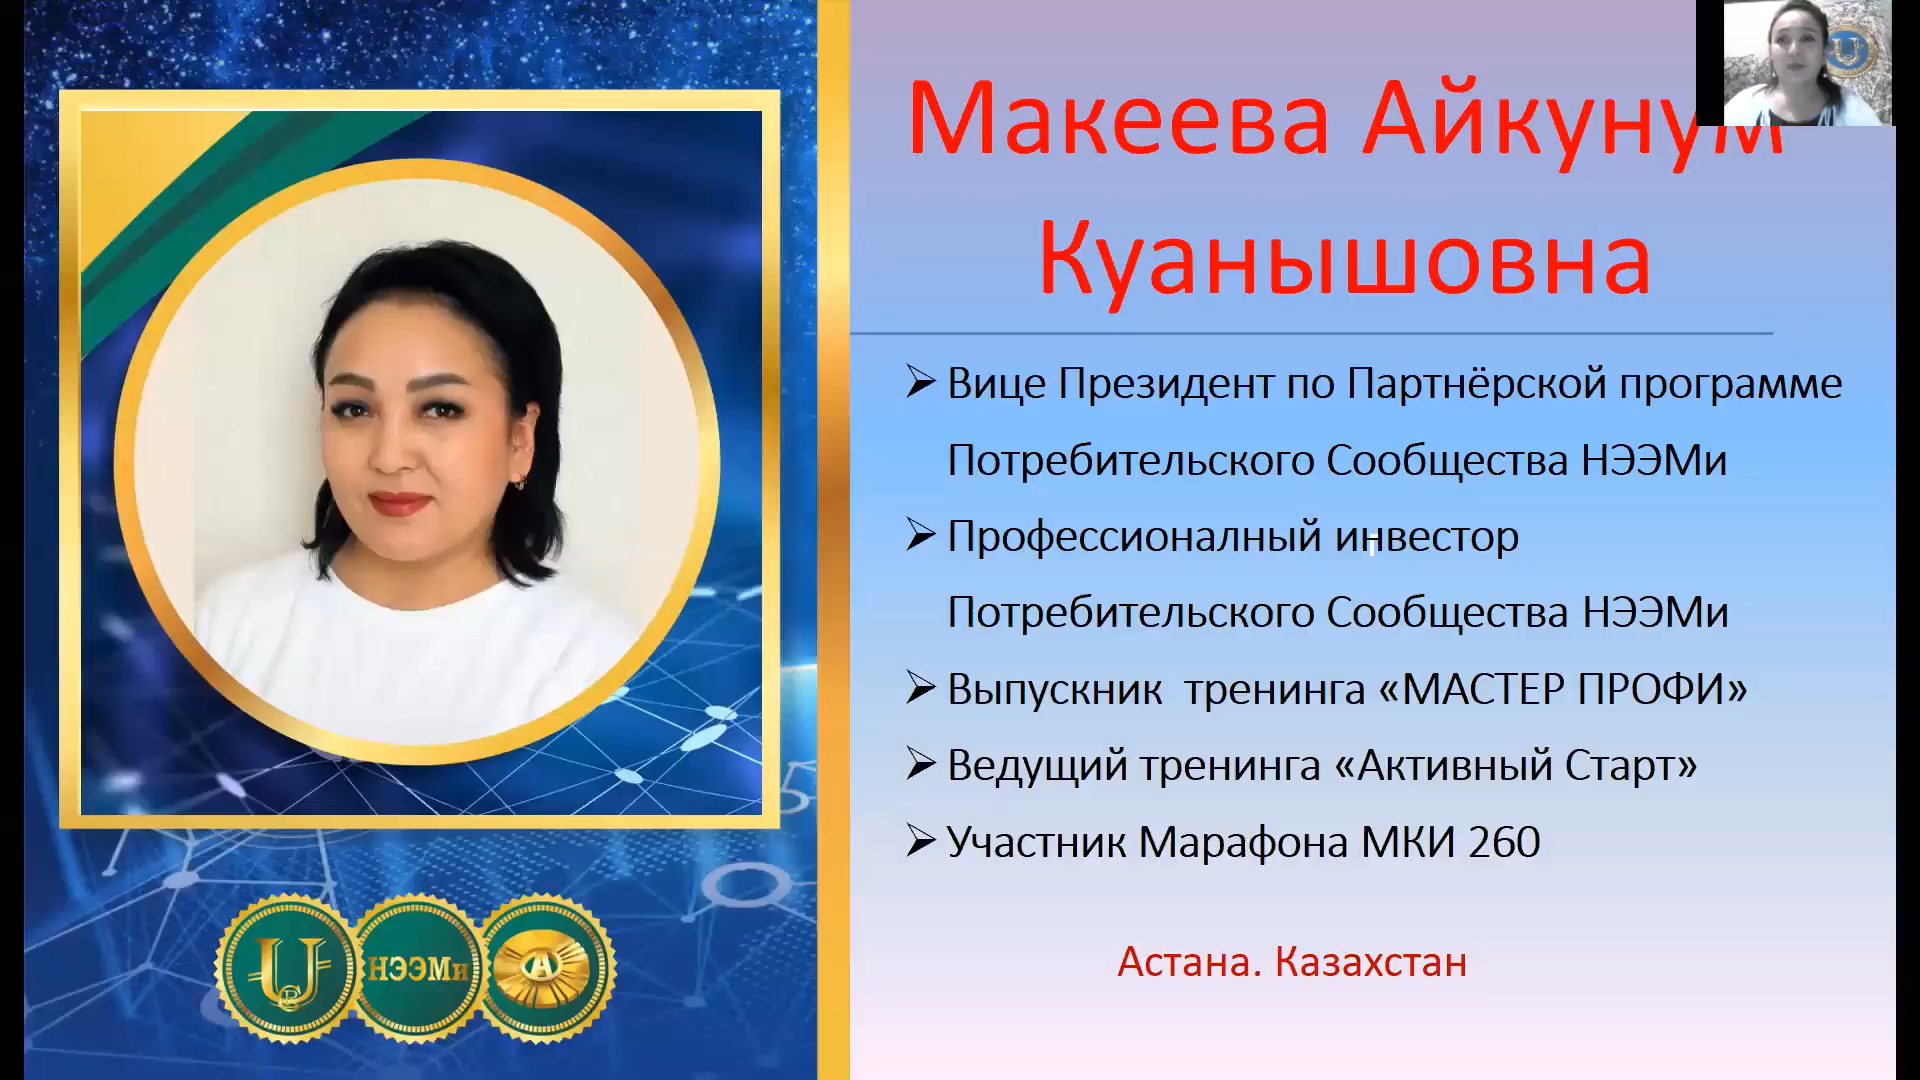 Макеева Айкунум
Куанышовна
Вице Президент по Партнёрской программе
Потребительского Сообщества НЭЭМи
Профессионалный инвестор
Потребительского Сообщества НЭЭМи
Выпускник тренинга «МАСТЕР ПРОФИ»
Ведущий тренинга «Активный Старт»
Участник Марафона МКИ 260
Астана. Казахстан
НЭЭМи